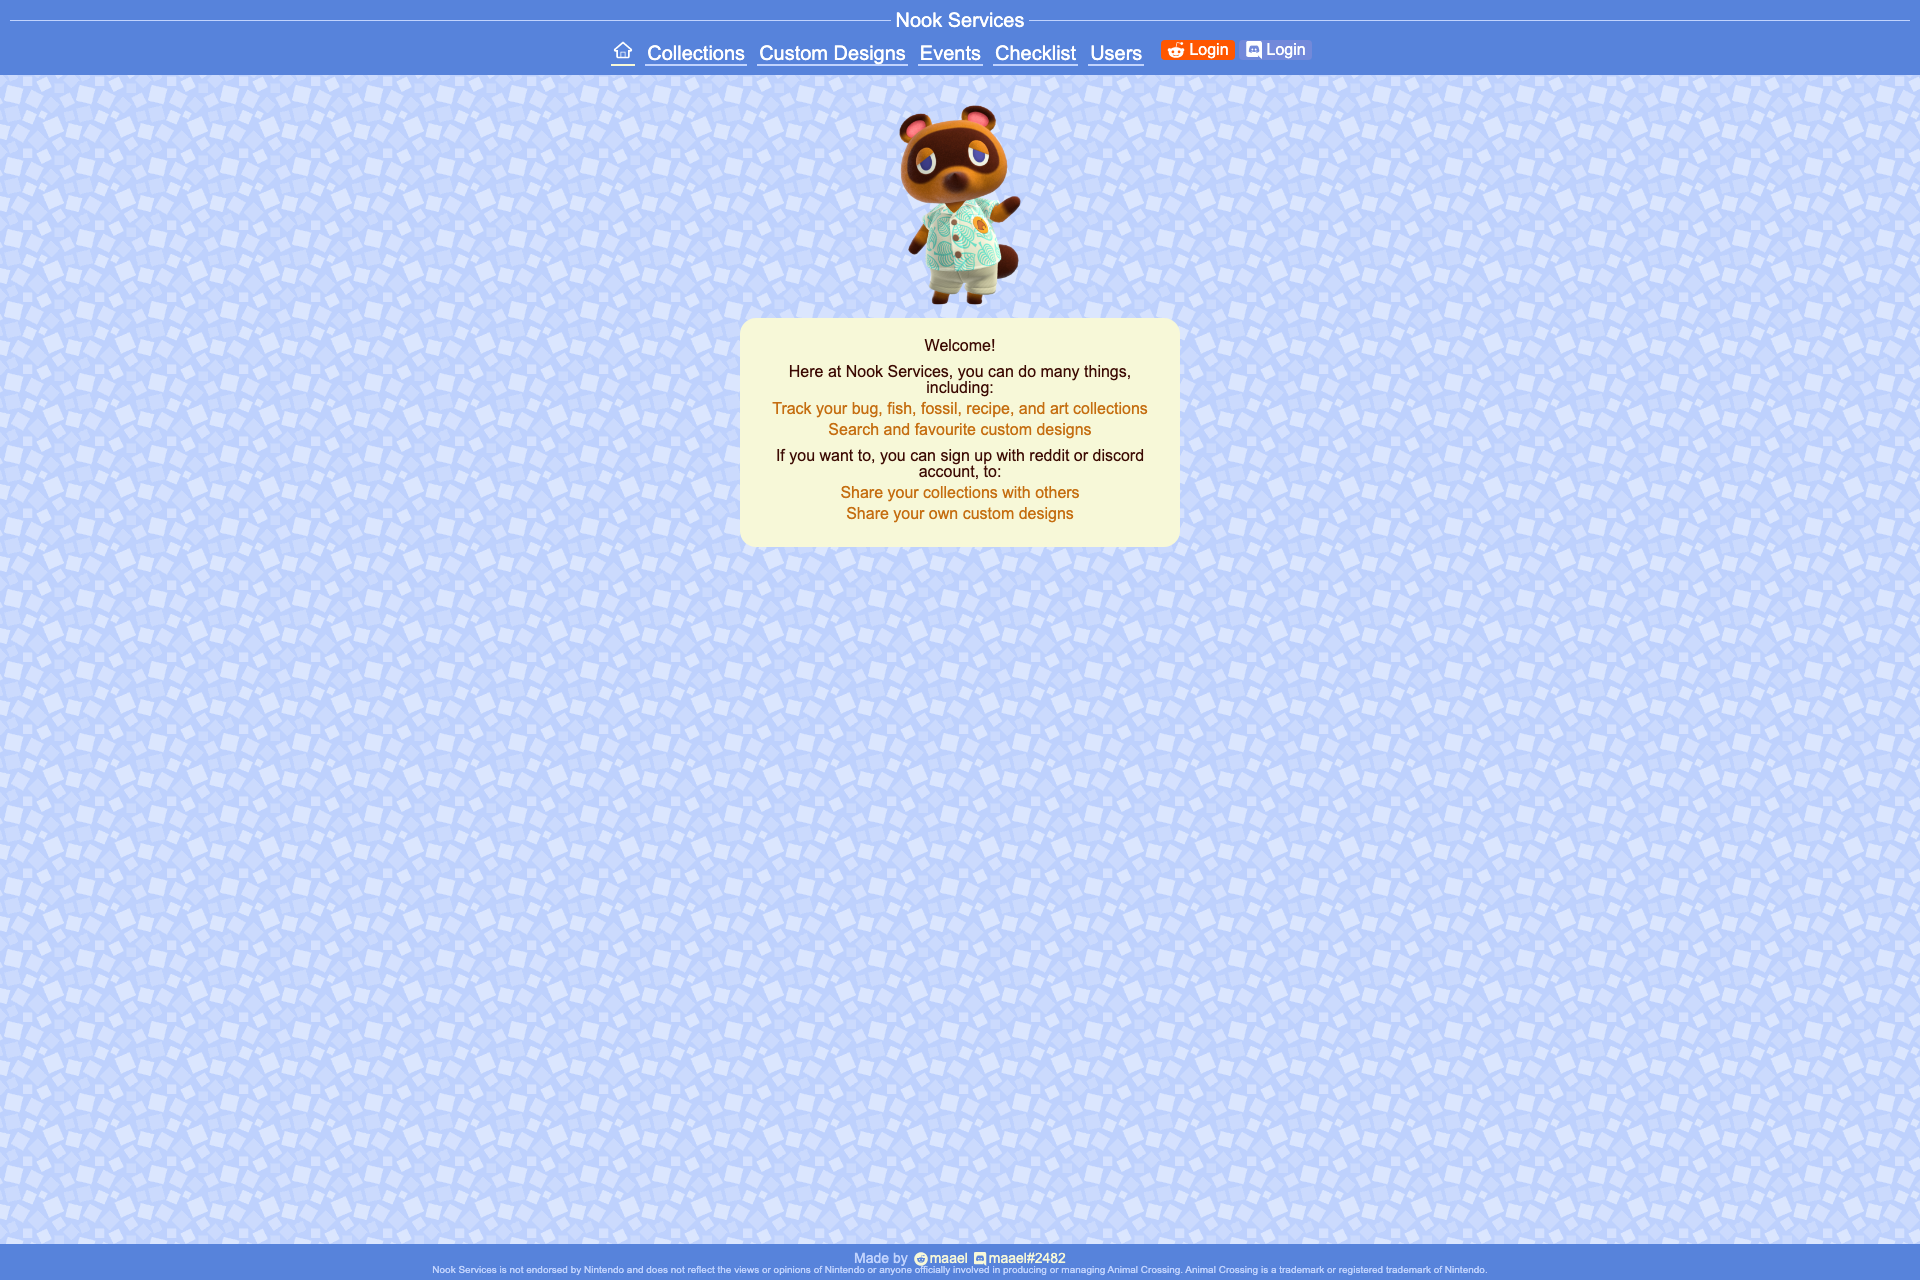 Nook Services
Collections Custom Designs Events Checklist Users Login Login
Welcome!
Here at Nook Services, you can do many things,
including:
Track your bug, fish, fossil, recipe, and art collections
Search and favourite custom designs
If you want to, you can sign up with reddit or discord
account, to:
Share your collections with others
Share your own custom designs
Made by maael maael#2482
Nook Services is not endorsed by Nintendo and does not reflect the views or opinions of Nintendo or anyone officially involved in producing or managing Animal Crossing. Animal Crossing is a trademark or registered trademark of Nintendo.